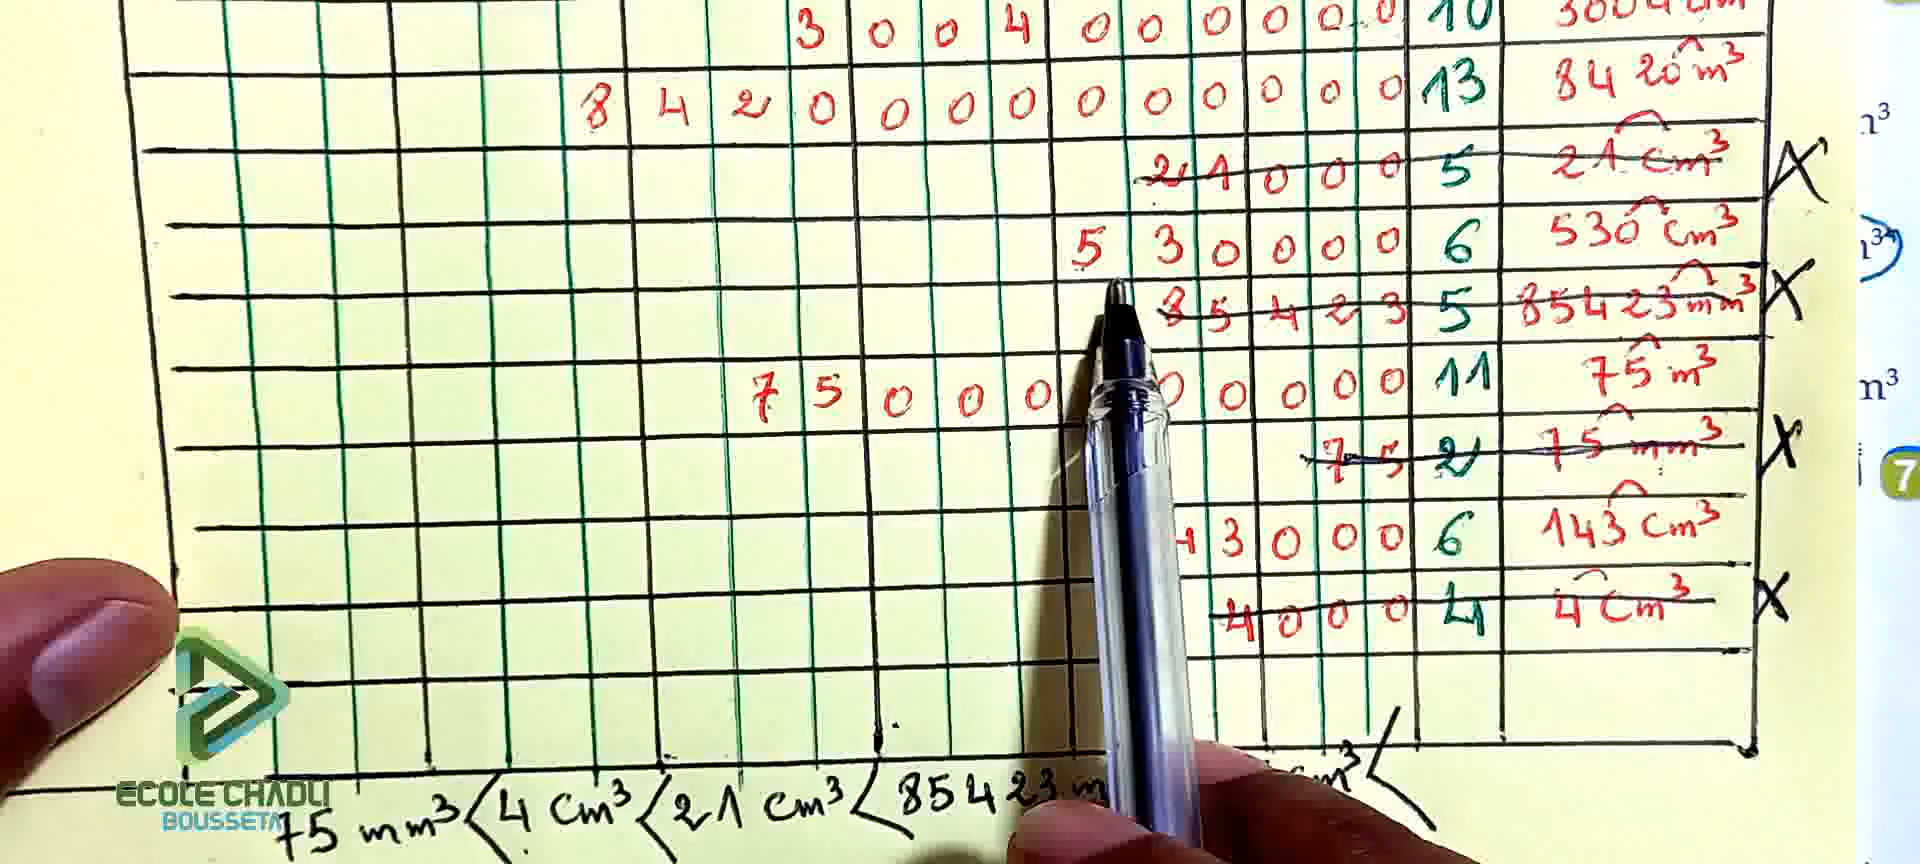 3 0 0 4 0 0 0 0 0 0 10
8 4 2 0 0 0 0 0 0 0 0 0 0 13 8420 m³
2 1 0 0 0 5 21 cm³ X
5 3 0 0 0 0 6 530 cm³
8 5 4 2 3 5 85423 mm³ X
7 5 0 0 0 0 0 0 0 0 11 75 m³
7 5 2 75 mm³ X
3 0 0 0 6 143 cm³
4 0 0 0 4 4 cm³ X
75 mm³ < 4 cm³ < 21 cm³ < 85423 m cm³ <
m³
m³
7
ECOLE CHADLI
BOUSSETA